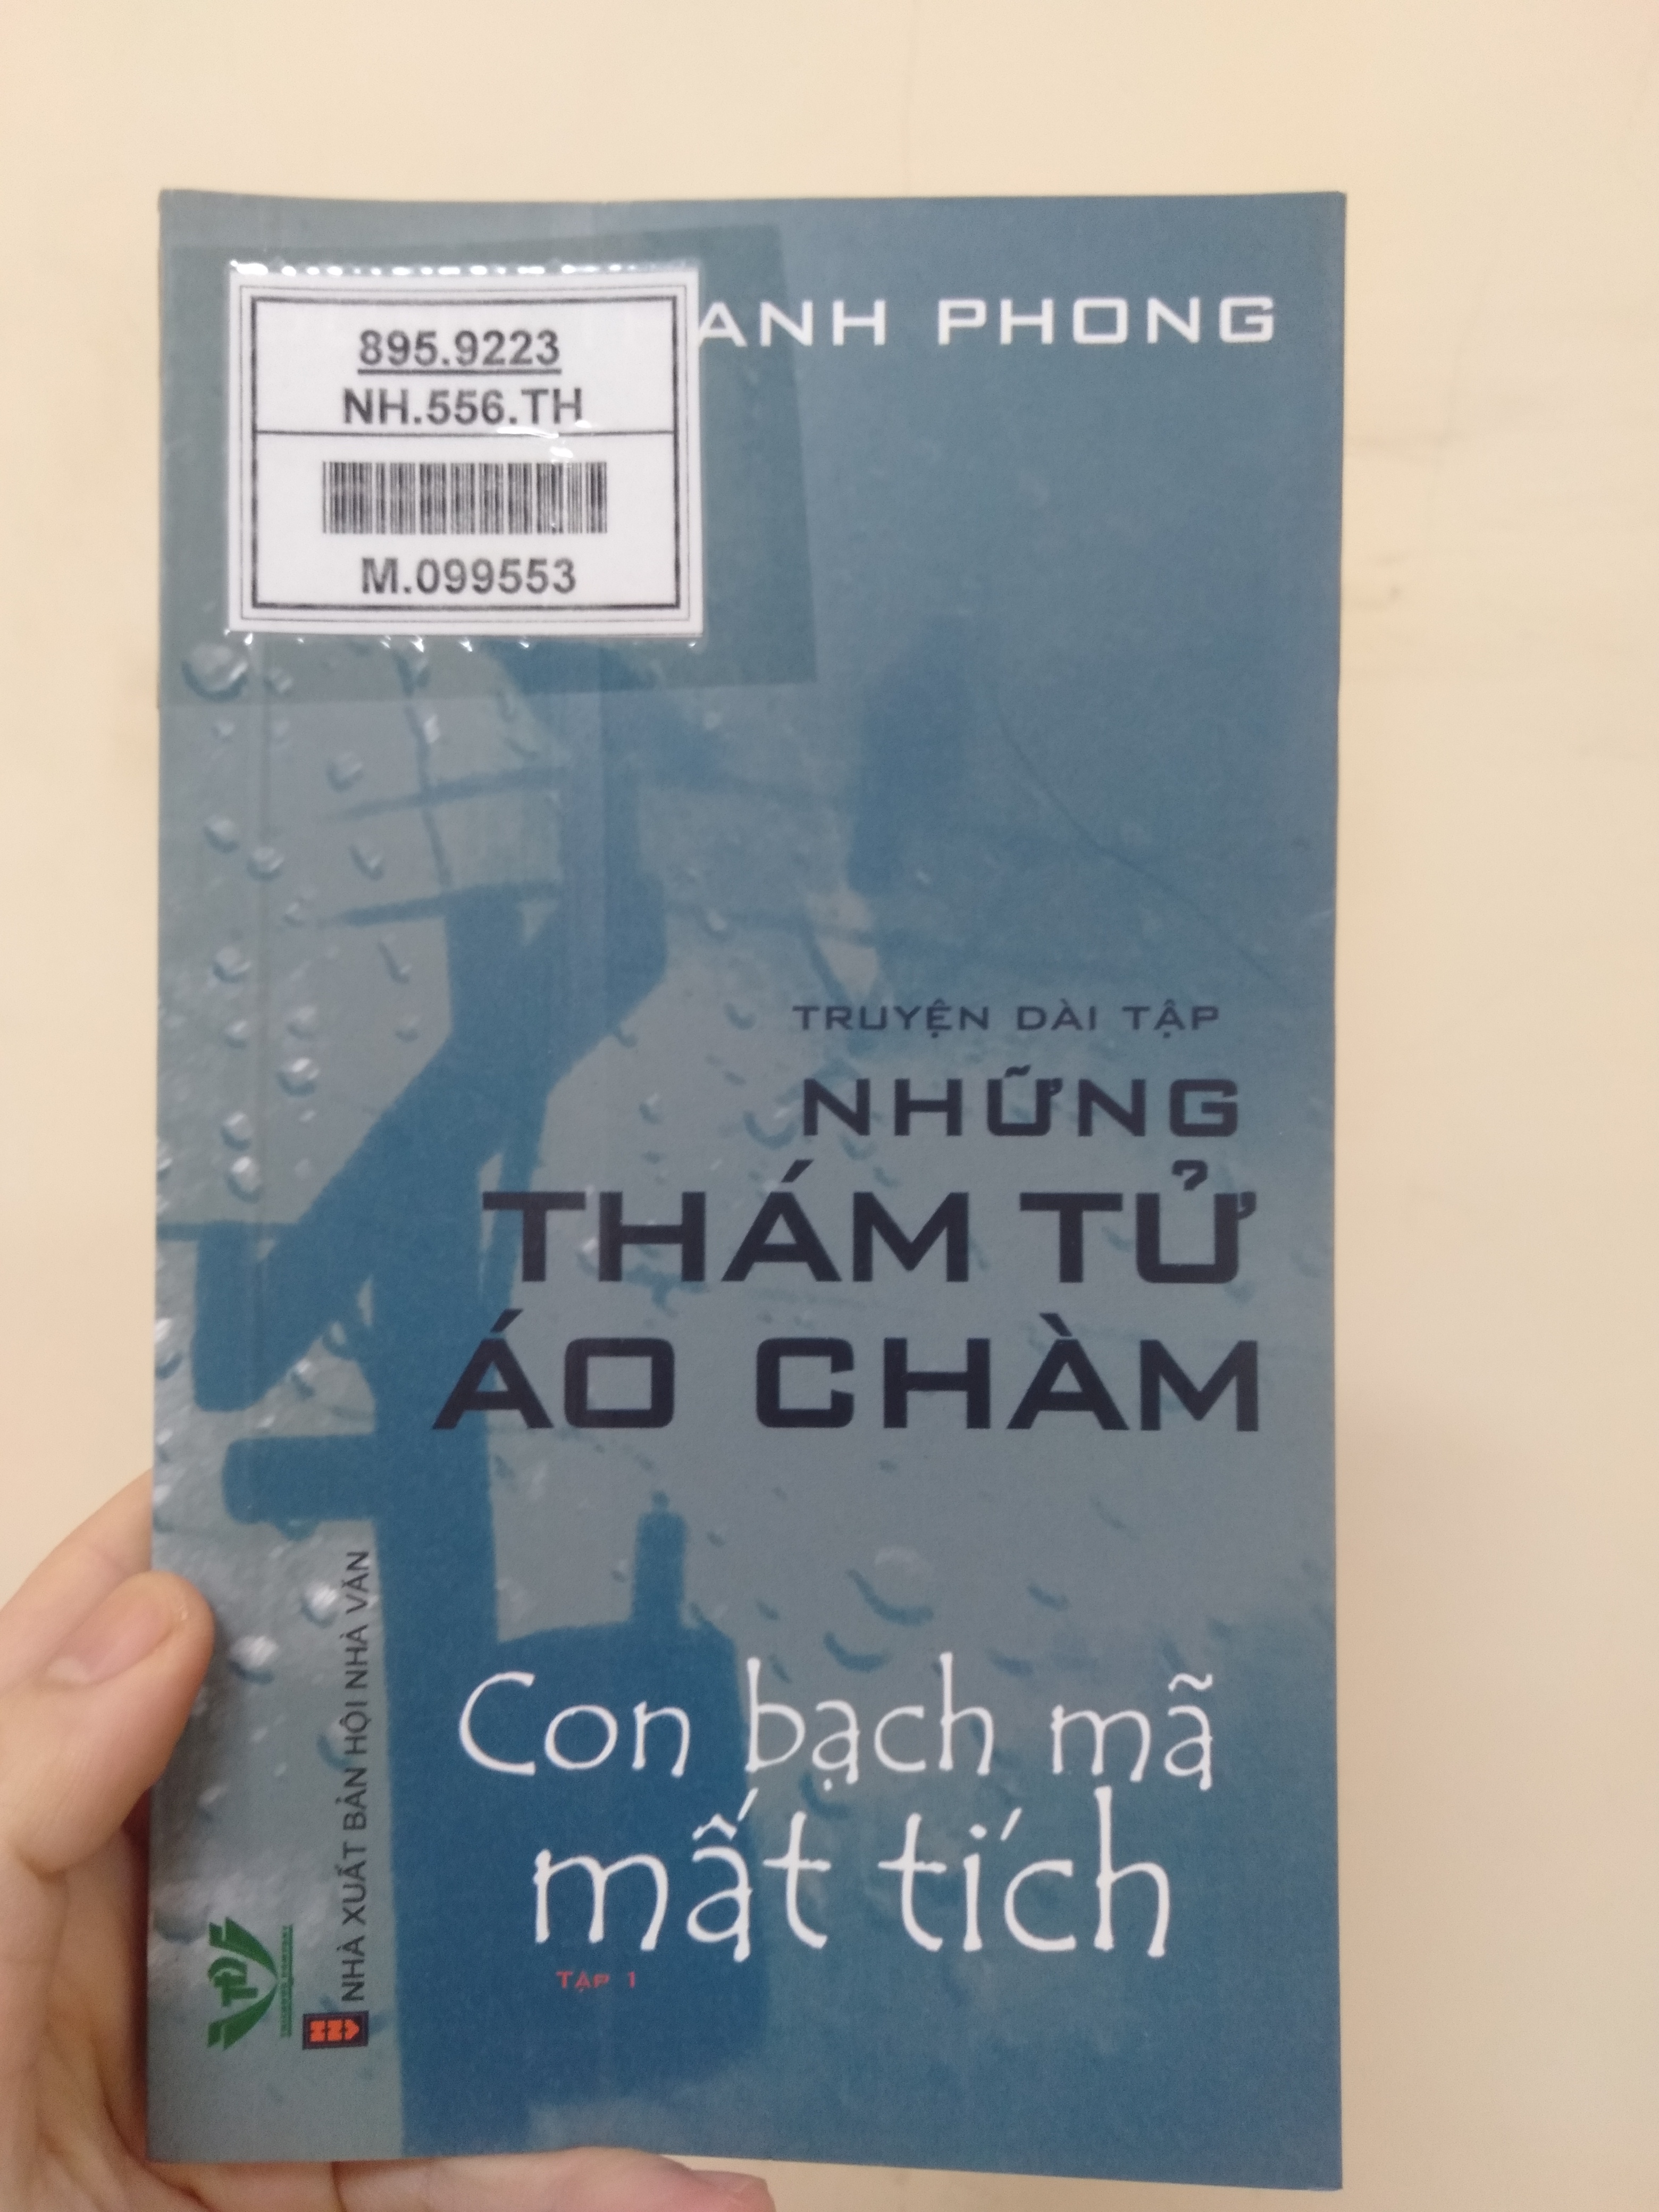 895.9223
NH.556.TH
M.099553
ANH PHONG
TRUYỆN DÀI TẬP
NHỮNG
THÁM TỬ
ÁO CHÀM
Con bạch mã
mất tích
TẬP 1
NHÀ XUẤT BẢN HỘI NHÀ VĂN